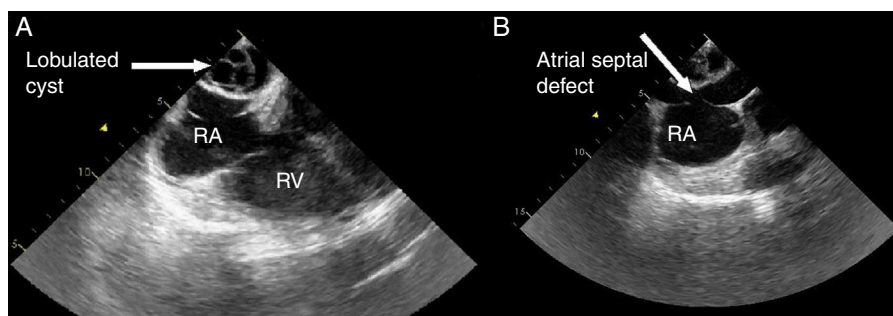 A
Lobulated
cyst
5
RA
10
RV
5
B
Atrial septal
defect
5
RA
10
15